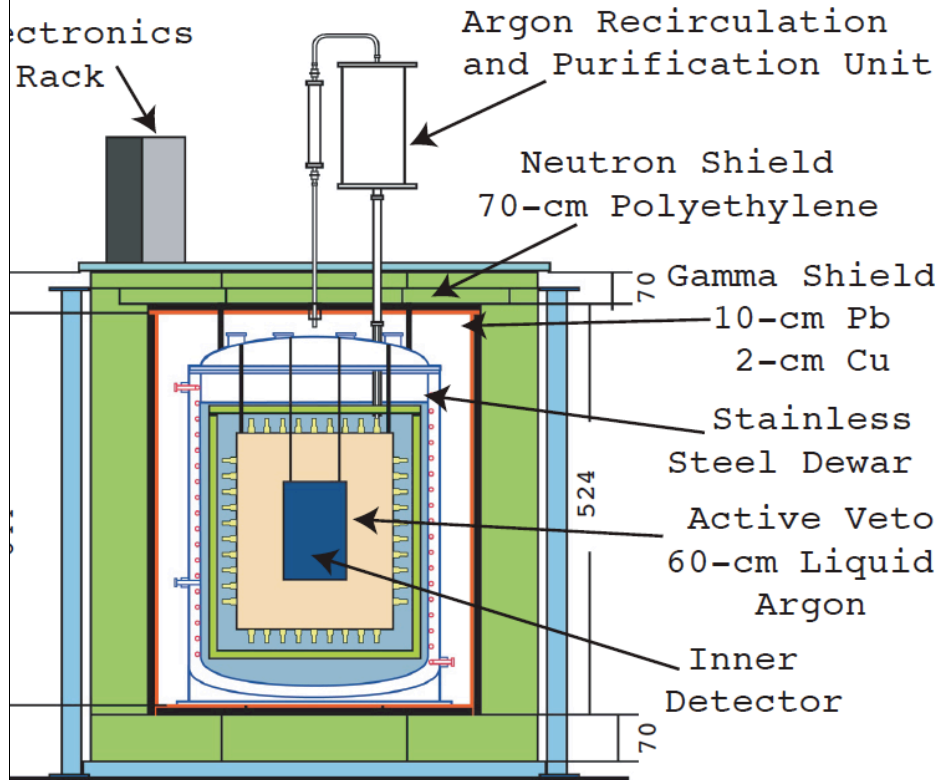 ectronics
Rack
Argon Recirculation
and Purification Unit
Neutron Shield
70-cm Polyethylene
70
Gamma Shield
10-cm Pb
2-cm Cu
Stainless
Steel Dewar
524
Active Veto
60-cm Liquid
Argon
Inner
Detector
70